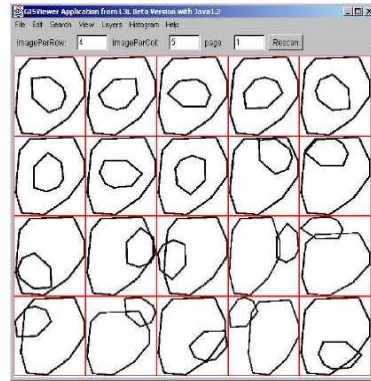 GISViewer Application from L3L Beta Version with Java1.2
File Edit Search View Layers Histogram Help
ImagePerRow: 4 ImagePerCol: 5 page: 1 Rescan